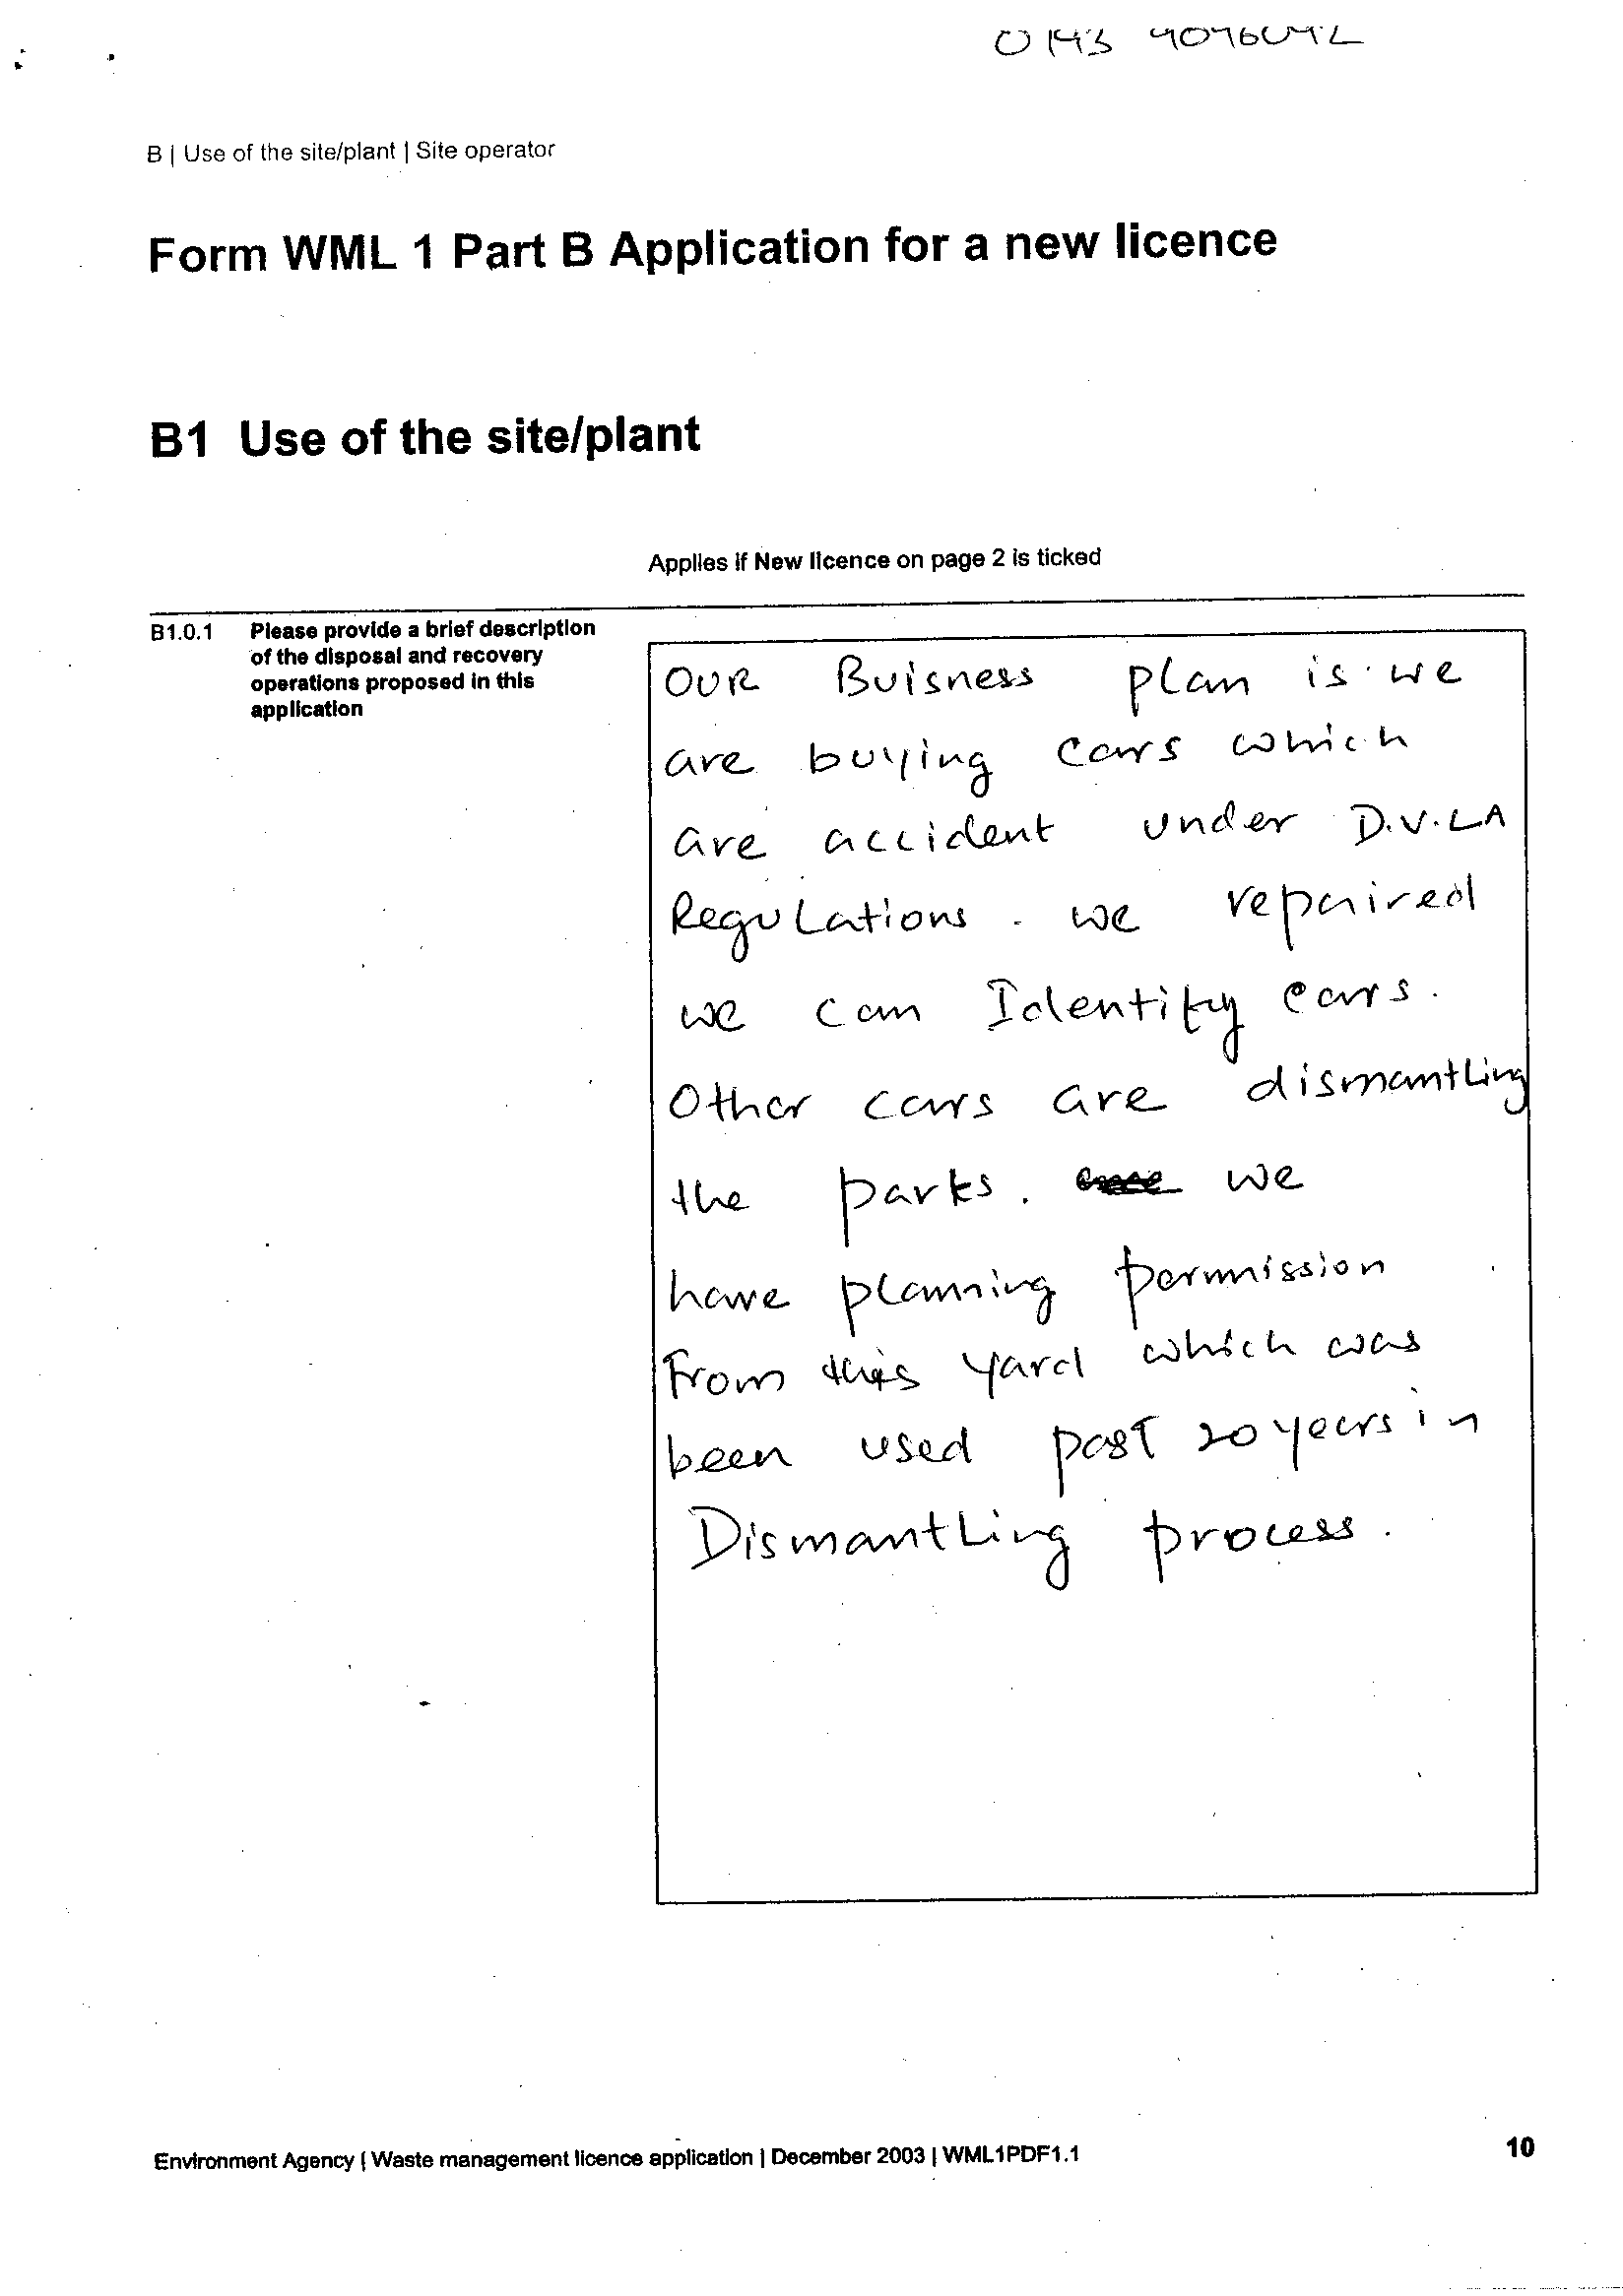 B | Use of the site/plant | Site operator
Form WML 1 Part B Application for a new licence
B1 Use of the site/plant
Applies if New licence on page 2 is ticked
B1.0.1 Please provide a brief description
of the disposal and recovery
operations proposed in this
application
OUR Buisness plan is we
are buying cars which
are accident under D.V.LA
Regulations. we repaired
we can Identify cars.
Other cars are dismantling
the parks. we
have planning permission
From this yard which was
been used past 20 years in
Dismantling process.
Environment Agency | Waste management licence application | December 2003 | WML1PDF1.1
10